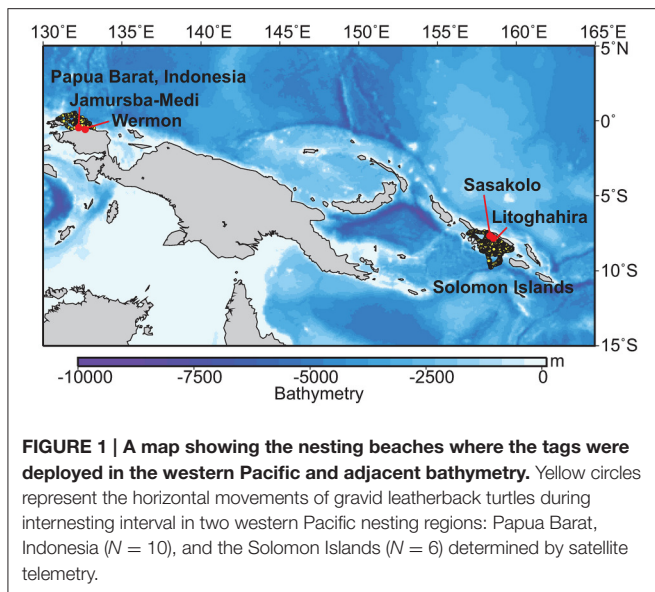 130°E 135°E 140°E 145°E 150°E 155°E 160°E 165°E
5°N
Papua Barat, Indonesia
Jamursba-Medi
Wermon
0°
5°S
Sasakolo
Litoghahira
10°S
Solomon Islands
15°S
-10000 -7500 -5000 -2500 0 m
Bathymetry
FIGURE 1 | A map showing the nesting beaches where the tags were
deployed in the western Pacific and adjacent bathymetry. Yellow circles
represent the horizontal movements of gravid leatherback turtles during
internesting interval in two western Pacific nesting regions: Papua Barat,
Indonesia (N = 10), and the Solomon Islands (N = 6) determined by satellite
telemetry.